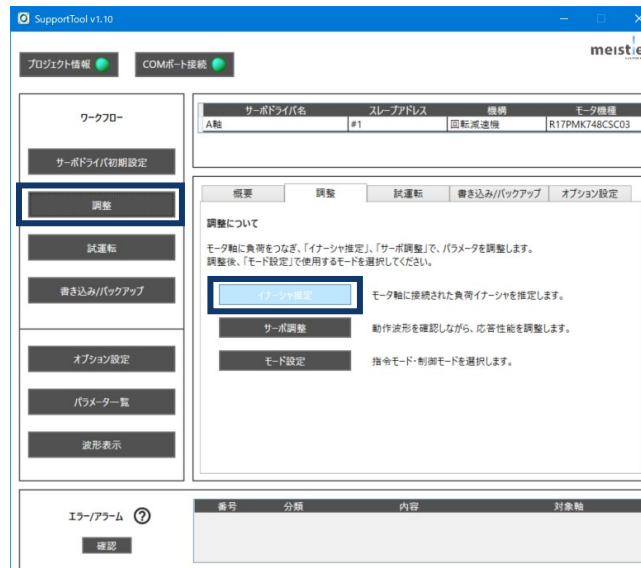 SupportTool v1.10
meistie
プロジェクト情報
COMポート接続
ワークフロー
サーボドライバ初期設定
調整
試運転
書き込み/バックアップ
オプション設定
パラメーター覧
波形表示
サーボドライバ名 スレーブアドレス 機構 モータ機種
A軸 #1 回転減速機 R17PMK748CSC03
概要 調整 試運転 書き込み/バックアップ オプション設定
調整について
モータ軸に負荷をつなぎ、「イナーシャ推定」、「サーボ調整」で、パラメータを調整します。
調整後、「モード設定」で使用するモードを選択してください。
イナーシャ推定 モータ軸に接続された負荷イナーシャを推定します。
サーボ調整 動作波形を確認しながら、応答性能を調整します。
モード設定 指令モード・制御モードを選択します。
エラー/アラーム ?
確認
番号 分類 内容 対象軸